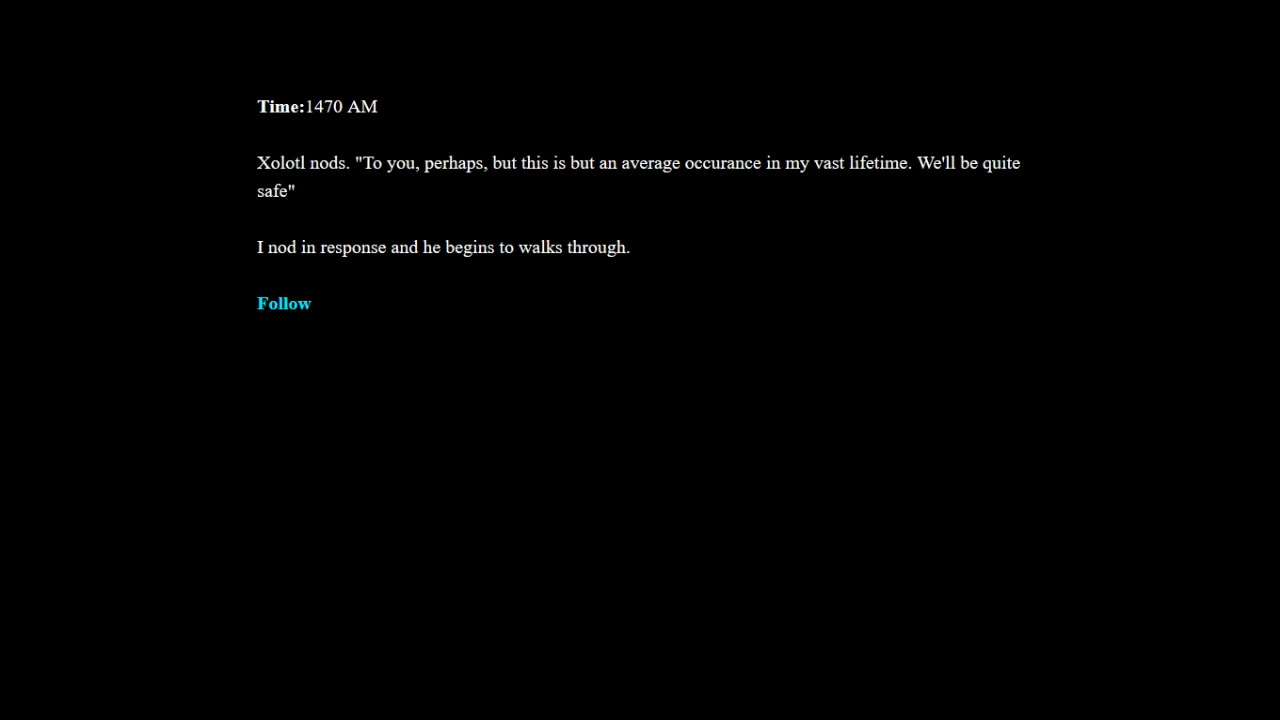 Time:1470 AM
Xolotl nods. "To you, perhaps, but this is but an average occurance in my vast lifetime. We'll be quite
safe"
I nod in response and he begins to walks through.
Follow